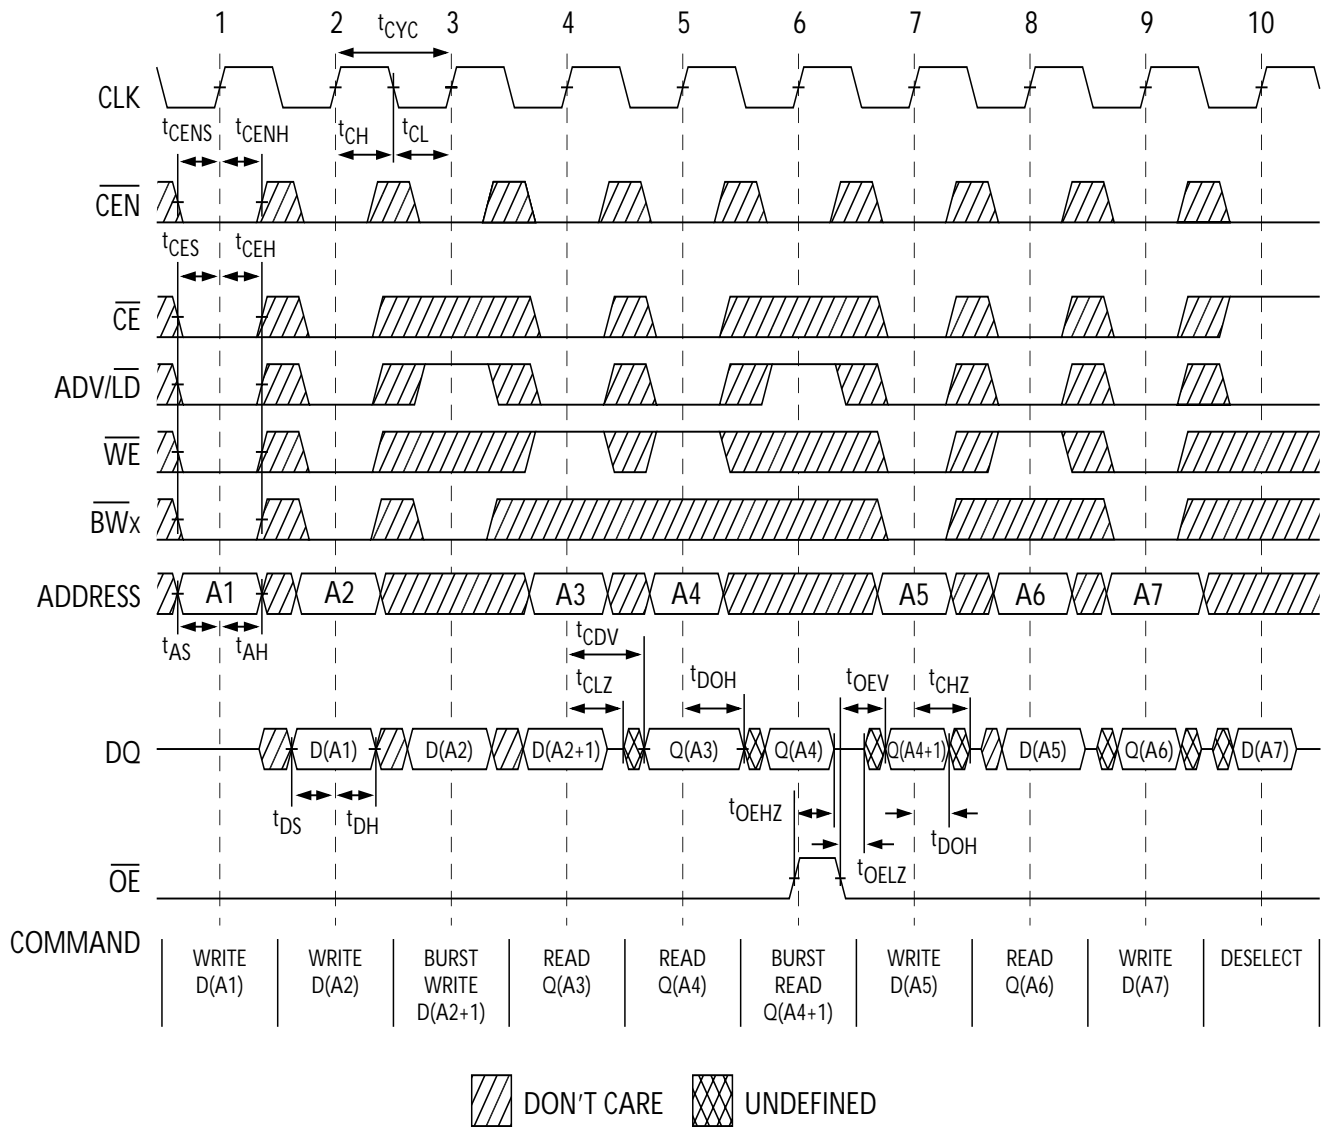 1 2 3 4 5 6 7 8 9 10
tCYC
CLK
tCENS tCENH tCH tCL
CEN
tCES tCEH
CE
ADV/LD
WE
BWx
ADDRESS A1 A2 A3 A4 A5 A6 A7
tAS tAH tCDV
tCLZ tDOH tOEV tCHZ
DQ D(A1) D(A2) D(A2+1) Q(A3) Q(A4) Q(A4+1) D(A5) Q(A6) D(A7)
tDS tDH tOEHZ tDOH
tOELZ
OE
COMMAND
WRITE
D(A1)
WRITE
D(A2)
BURST
WRITE
D(A2+1)
READ
Q(A3)
READ
Q(A4)
BURST
READ
Q(A4+1)
WRITE
D(A5)
READ
Q(A6)
WRITE
D(A7)
DESELECT
DON'T CARE UNDEFINED